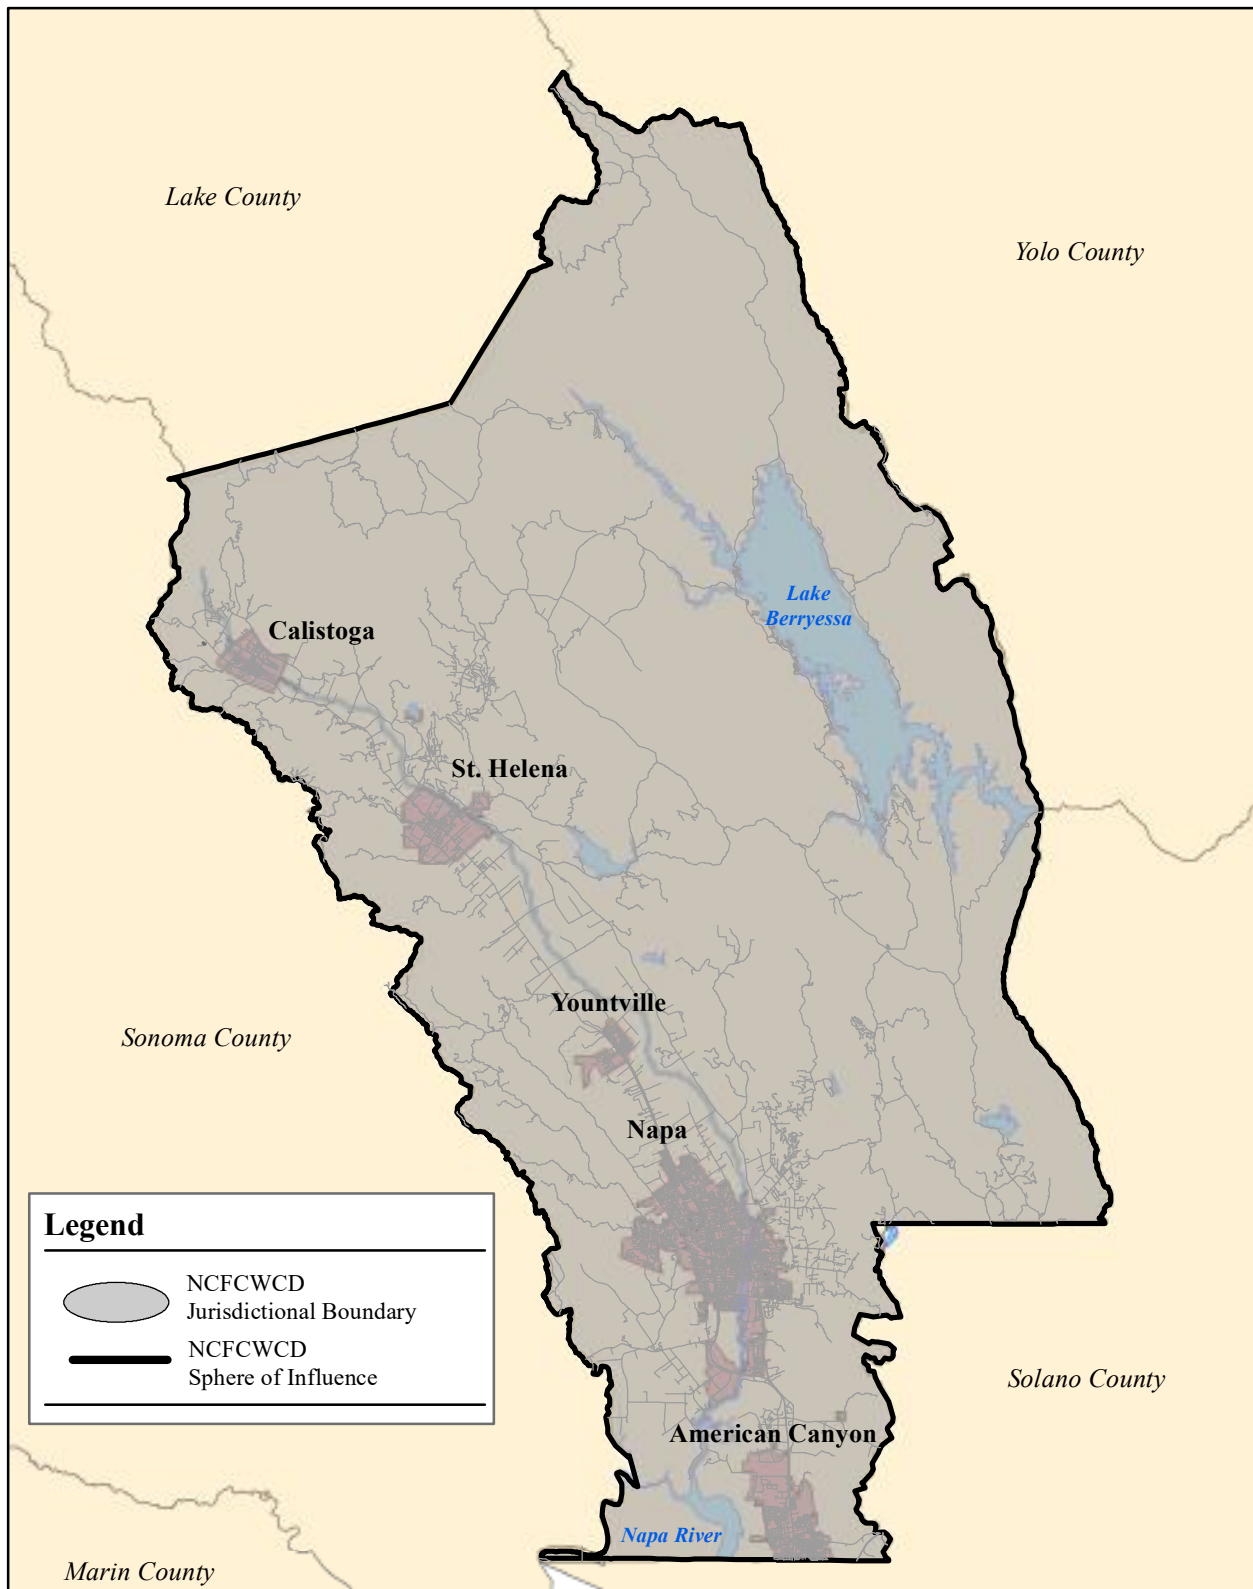 Lake County
Yolo County
Lake
Berryessa
Calistoga
St. Helena
Yountville
Sonoma County
Napa
Legend
NCFCWCD
Jurisdictional Boundary
NCFCWCD
Sphere of Influence
Solano County
American Canyon
Napa River
Marin County